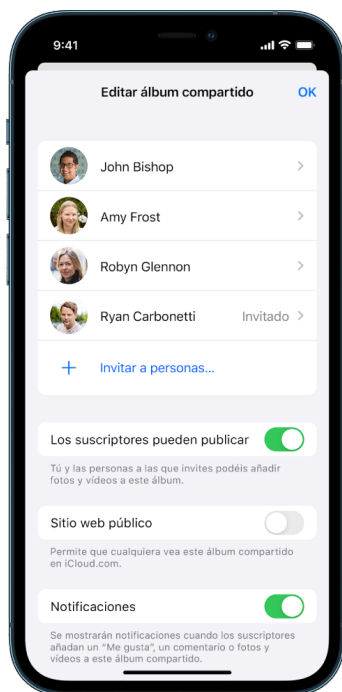 9:41
Editar álbum compartido OK
John Bishop
Amy Frost
Robyn Glennon
Ryan Carbonetti Invitado
Invitar a personas...
Los suscriptores pueden publicar
Tú y las personas a las que invites podéis añadir
fotos y vídeos a este álbum.
Sitio web público
Permite que cualquiera vea este álbum compartido
en iCloud.com.
Notificaciones
Se mostrarán notificaciones cuando los suscriptores
añadan un "Me gusta", un comentario o fotos y
vídeos a este álbum compartido.